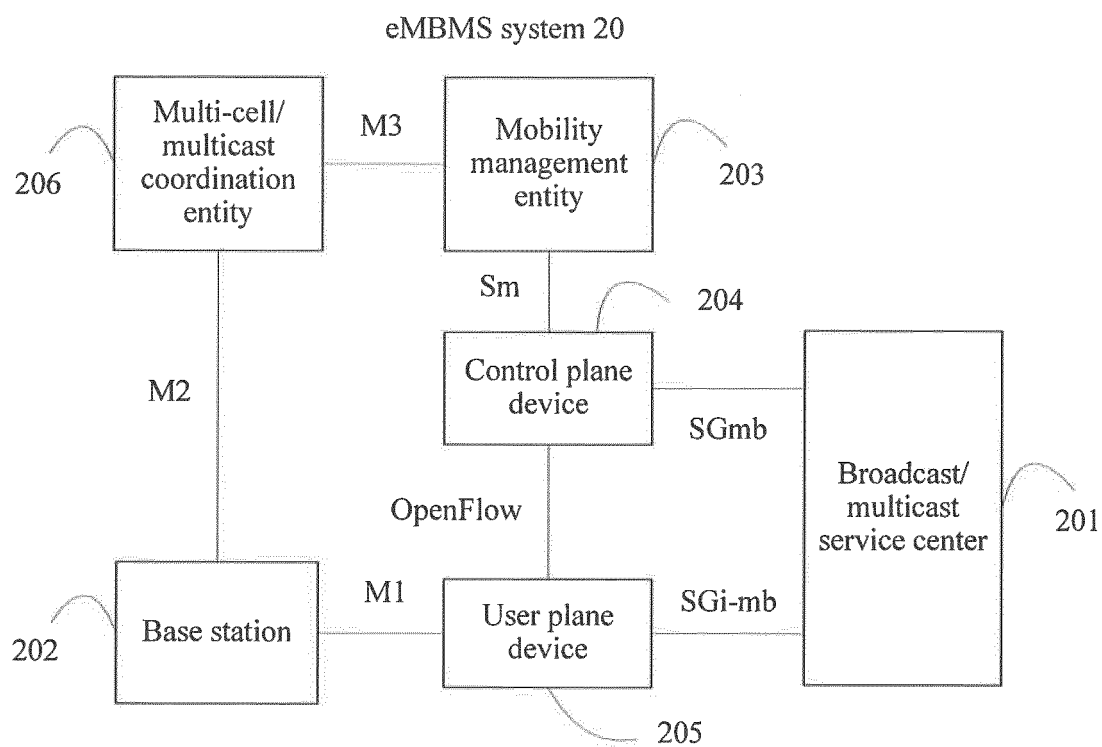 eMBMS system 20
Multi-cell/
multicast
coordination
entity
M3
Mobility
management
entity
206
203
Sm
204
Control plane
device
M2
SGmb
Broadcast/
multicast
service center
OpenFlow
201
M1
SGi-mb
Base station
User plane
device
202
205